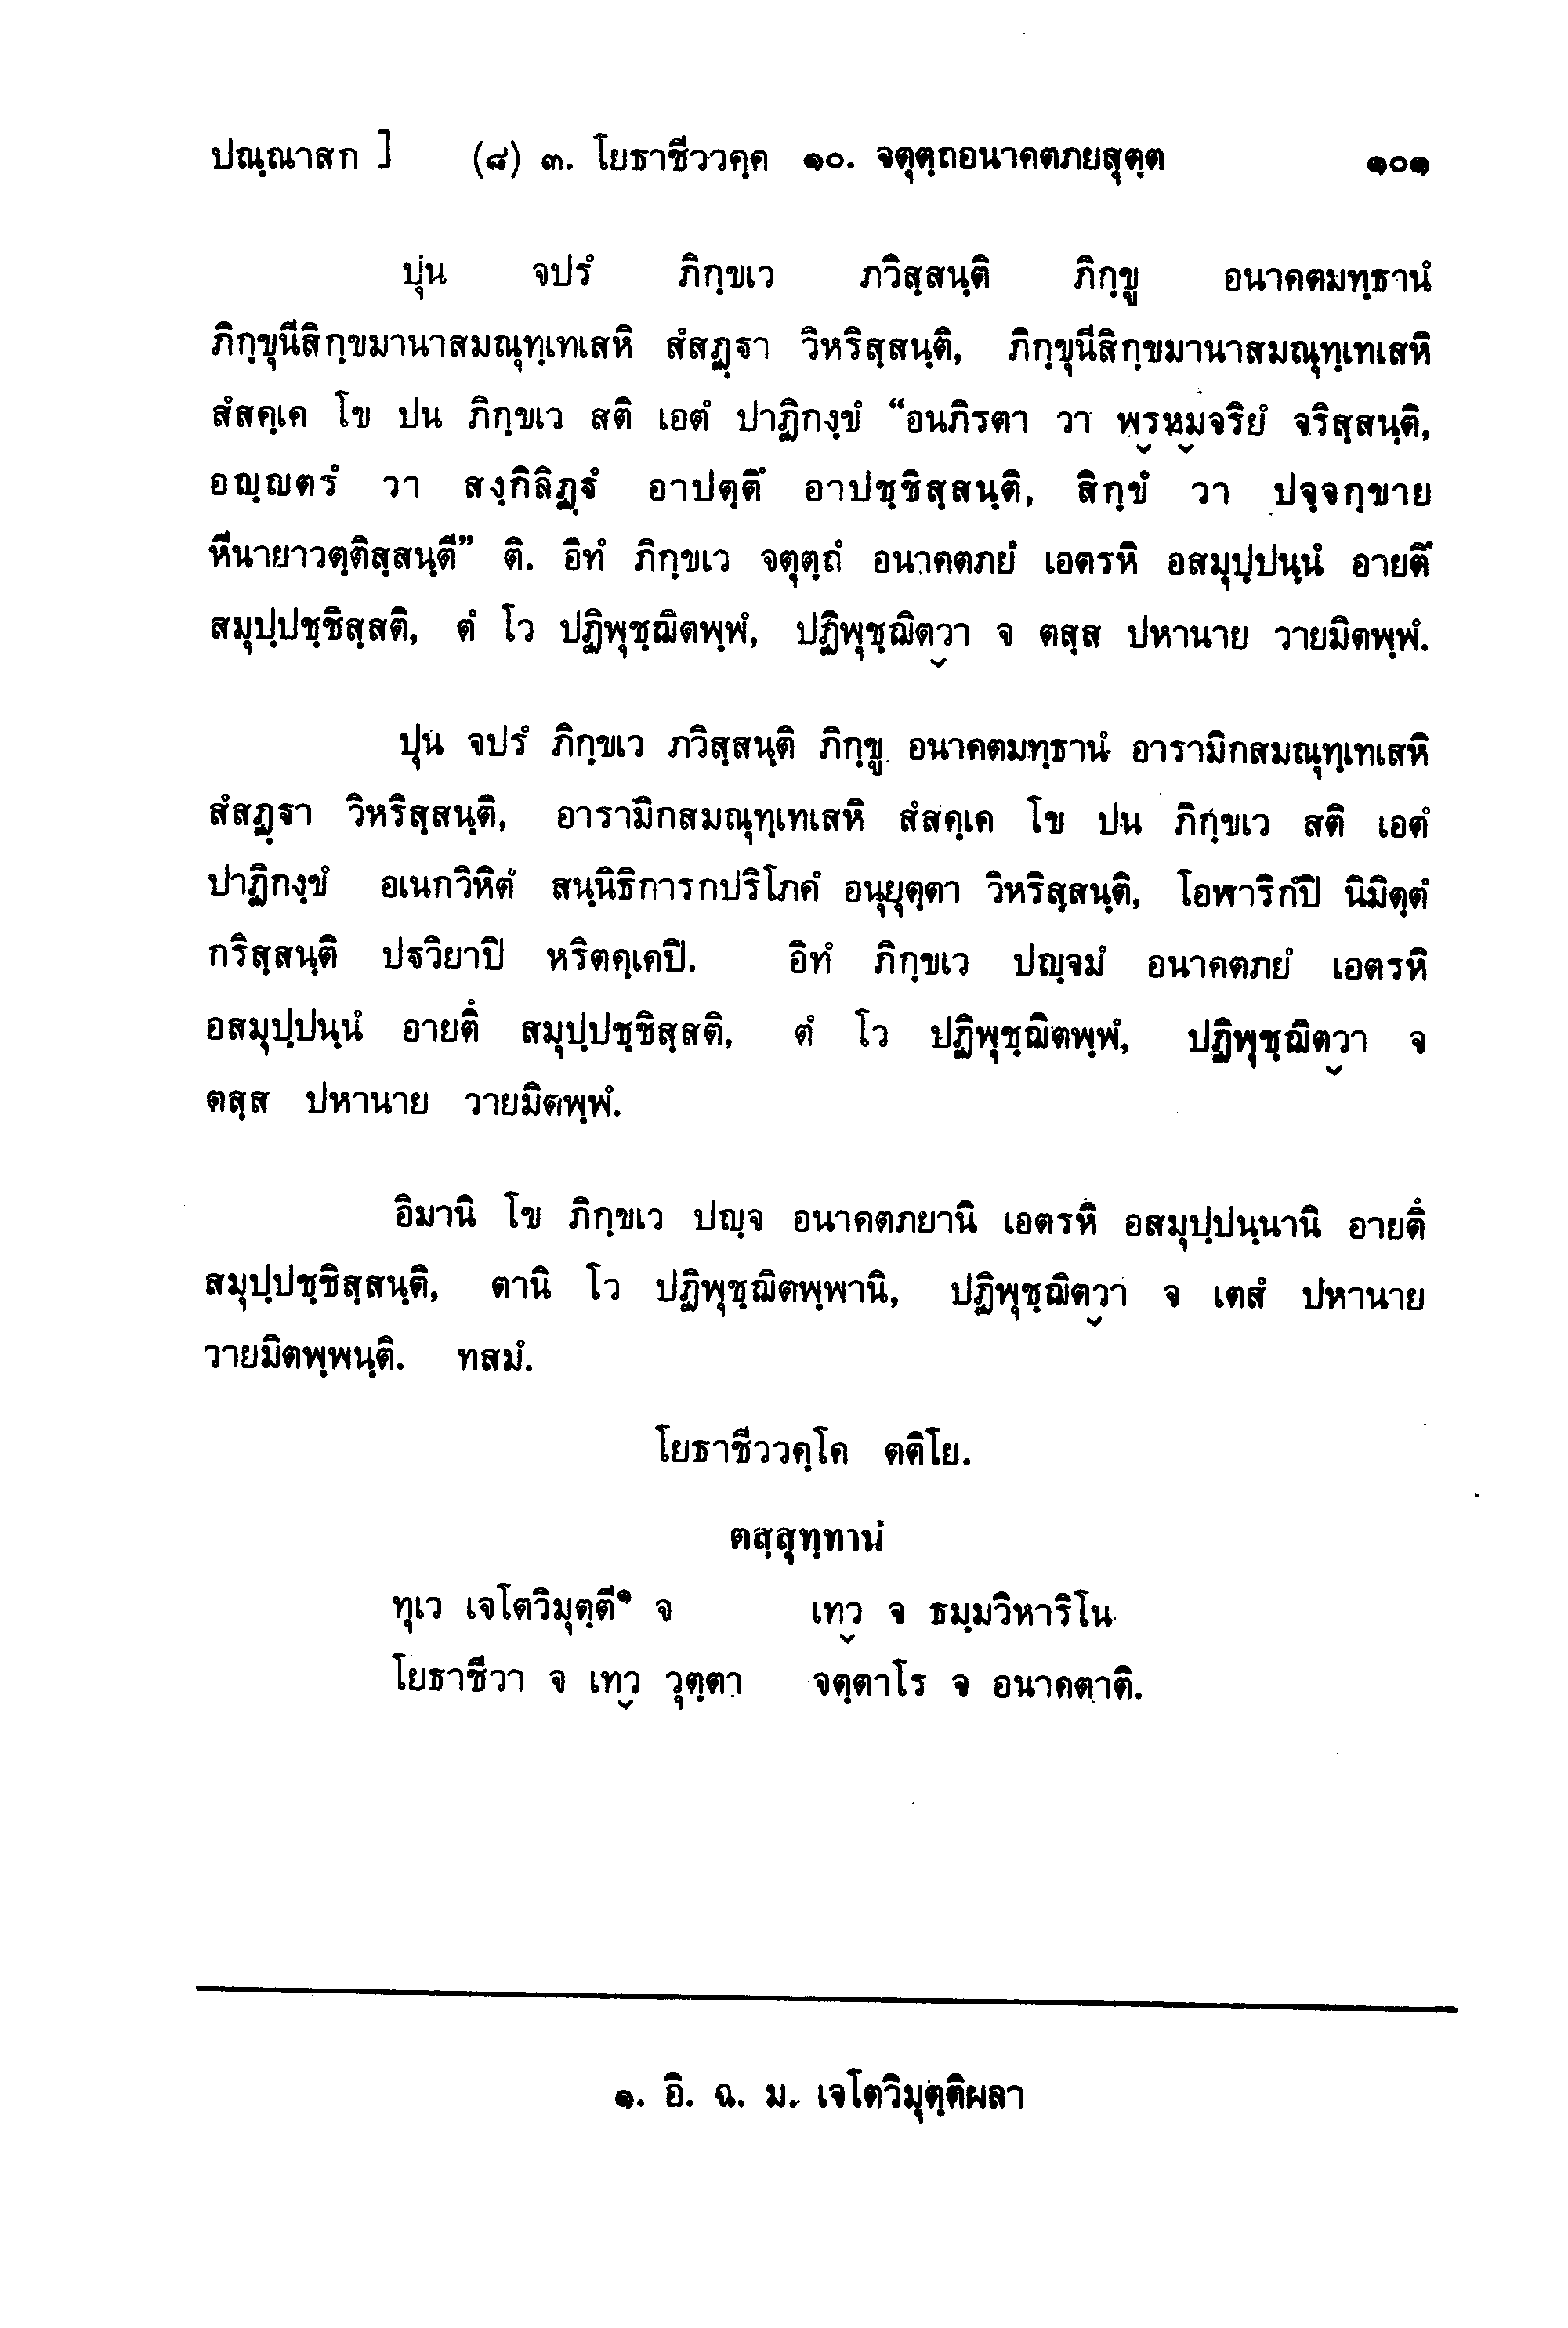 ปณฺณาสก ]	(๘) ๓. โยธาชีววคฺค ๑๐. จตุตฺถอนาคตภยสุตฺต	๑๐๑
ปุน จปรํ ภิกฺขเว ภวิสฺสนฺติ ภิกฺขู อนาคตมทฺธานํ
ภิกฺขุนีสิกฺขมานาสมณุทฺเทเสหิ สํสฏฺฐา วิหริสฺสนฺติ, ภิกฺขุนีสิกฺขมานาสมณุทฺเทเสหิ
สํสคฺเค โข ปน ภิกฺขเว สติ เอตํ ปาฏิกงฺขํ “อนภิรตา วา พฺรหฺมจริยํ จริสฺสนฺติ,
อญฺญตรํ วา สงฺกิลิฏฺฐํ อาปตฺตึ อาปชฺชิสฺสนฺติ, สิกฺขํ วา ปจฺจกฺขาย
หีนายาวตฺติสฺสนฺตี” ติ. อิทํ ภิกฺขเว จตุตฺถํ อนาคตภยํ เอตรหิ อสมุปฺปนฺนํ อายตึ
สมุปฺปชฺชิสฺสติ, ตํ โว ปฏิพุชฺฌิตพฺพํ, ปฏิพุชฺฌิตฺวา จ ตสฺส ปหานาย วายมิตพฺพํ.
ปุน จปรํ ภิกฺขเว ภวิสฺสนฺติ ภิกฺขู อนาคตมทฺธานํ อารามิกสมณุทฺเทเสหิ
สํสฏฺฐา วิหริสฺสนฺติ, อารามิกสมณุทฺเทเสหิ สํสคฺเค โข ปน ภิกฺขเว สติ เอตํ
ปาฏิกงฺขํ อเนกวิหิตํ สนฺนิธิการกปริโภคํ อนุยุตฺตา วิหริสฺสนฺติ, โอฬาริกํปิ นิมิตฺตํ
กริสฺสนฺติ ปฐวิยาปิ หริตคฺเคปิ. อิทํ ภิกฺขเว ปญฺจมํ อนาคตภยํ เอตรหิ
อสมุปฺปนฺนํ อายตึ สมุปฺปชฺชิสฺสติ, ตํ โว ปฏิพุชฺฌิตพฺพํ, ปฏิพุชฺฌิตฺวา จ
ตสฺส ปหานาย วายมิตพฺพํ.
อิมานิ โข ภิกฺขเว ปญฺจ อนาคตภยานิ เอตรหิ อสมุปฺปนฺนานิ อายตึ
สมุปฺปชฺชิสฺสนฺติ, ตานิ โว ปฏิพุชฺฌิตพฺพานิ, ปฏิพุชฺฌิตฺวา จ เตสํ ปหานาย
วายมิตพฺพนฺติ. ทสมํ.
โยธาชีววคฺโค ตติโย.
ตสฺสุทฺทานํ
ทุเว เจโตวิมุตฺตี๑ จ	เทฺว จ ธมฺมวิหาริโน
โยธาชีวา จ เทฺว วุตฺตา	จตฺตาโร จ อนาคตาติ.
๑. อิ. ฉ. ม. เจโตวิมุตฺติผลา